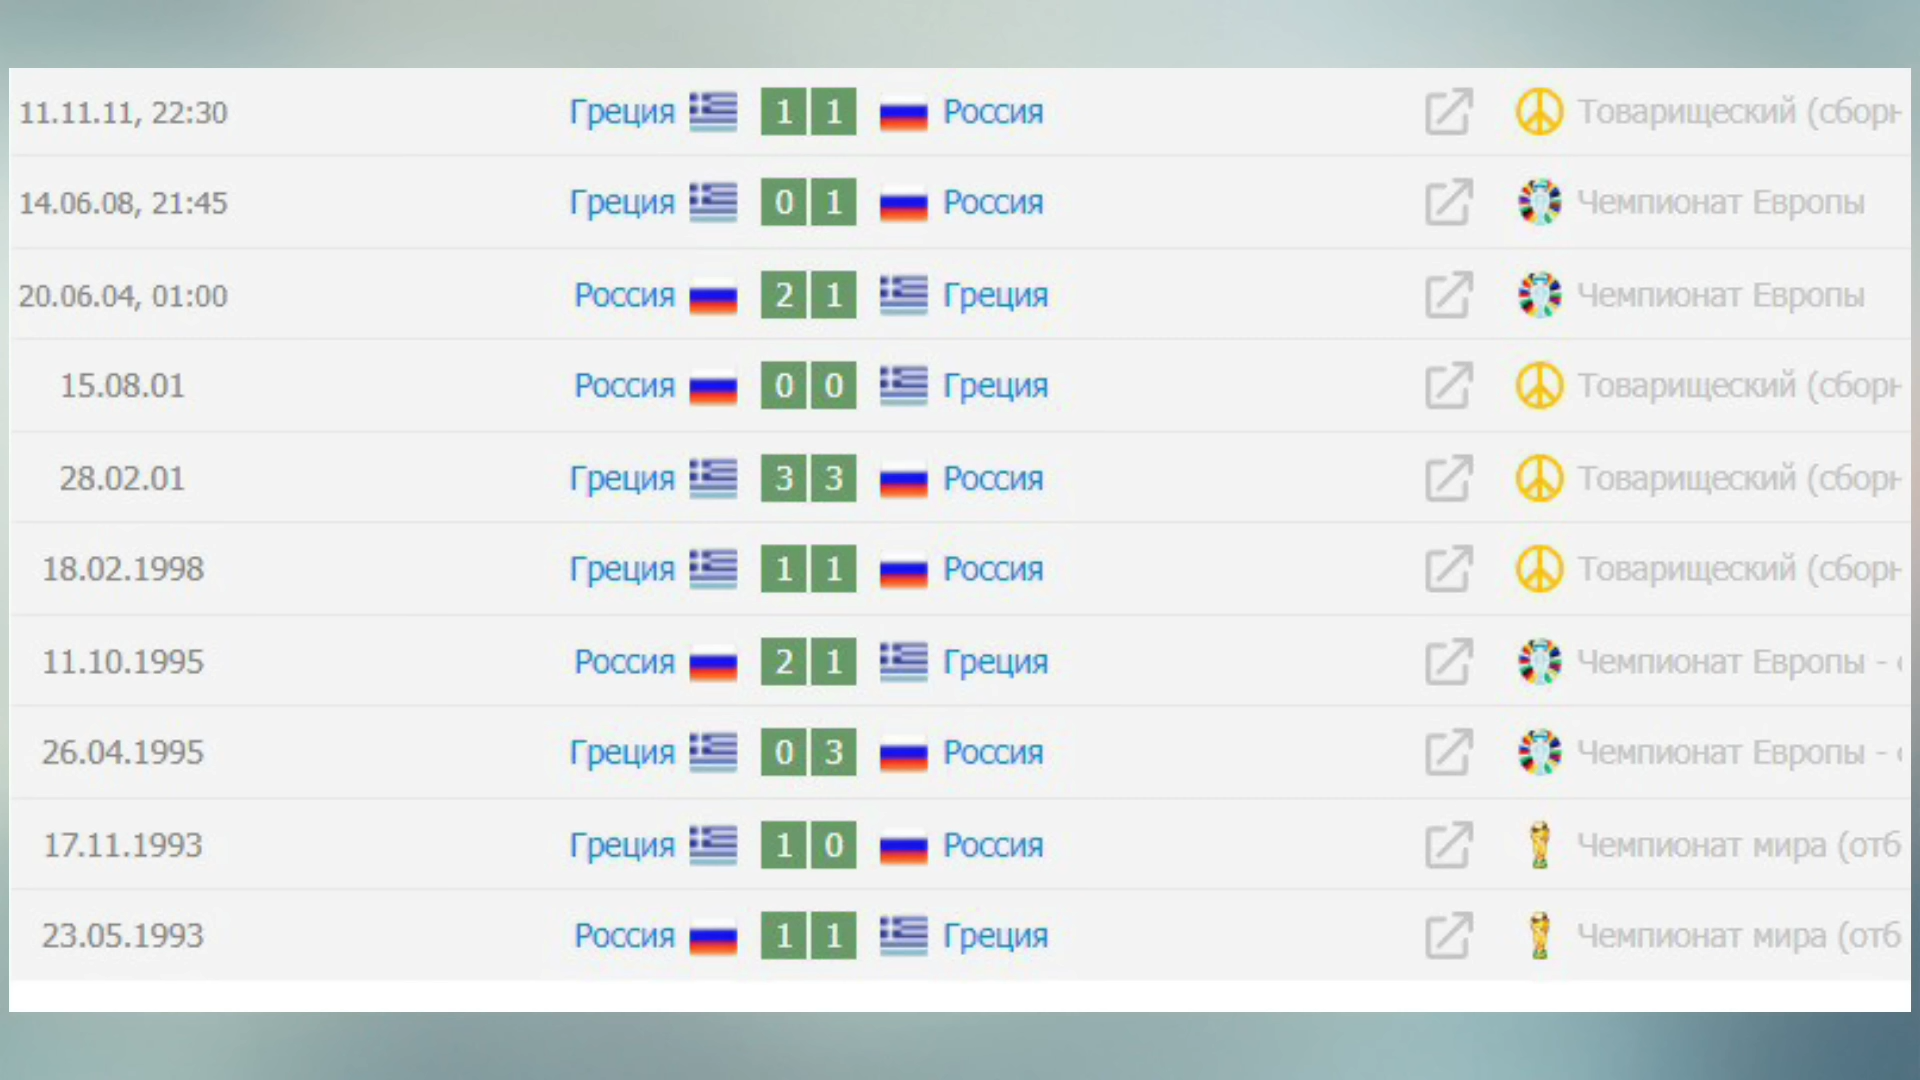 11.11.11, 22:30 Греция 1 1 Россия Товарищеский (сборн
14.06.08, 21:45 Греция 0 1 Россия Чемпионат Европы
20.06.04, 01:00 Россия 2 1 Греция Чемпионат Европы
15.08.01 Россия 0 0 Греция Товарищеский (сборн
28.02.01 Греция 3 3 Россия Товарищеский (сборн
18.02.1998 Греция 1 1 Россия Товарищеский (сборн
11.10.1995 Россия 2 1 Греция Чемпионат Европы -
26.04.1995 Греция 0 3 Россия Чемпионат Европы -
17.11.1993 Греция 1 0 Россия Чемпионат мира (отб
23.05.1993 Россия 1 1 Греция Чемпионат мира (отб